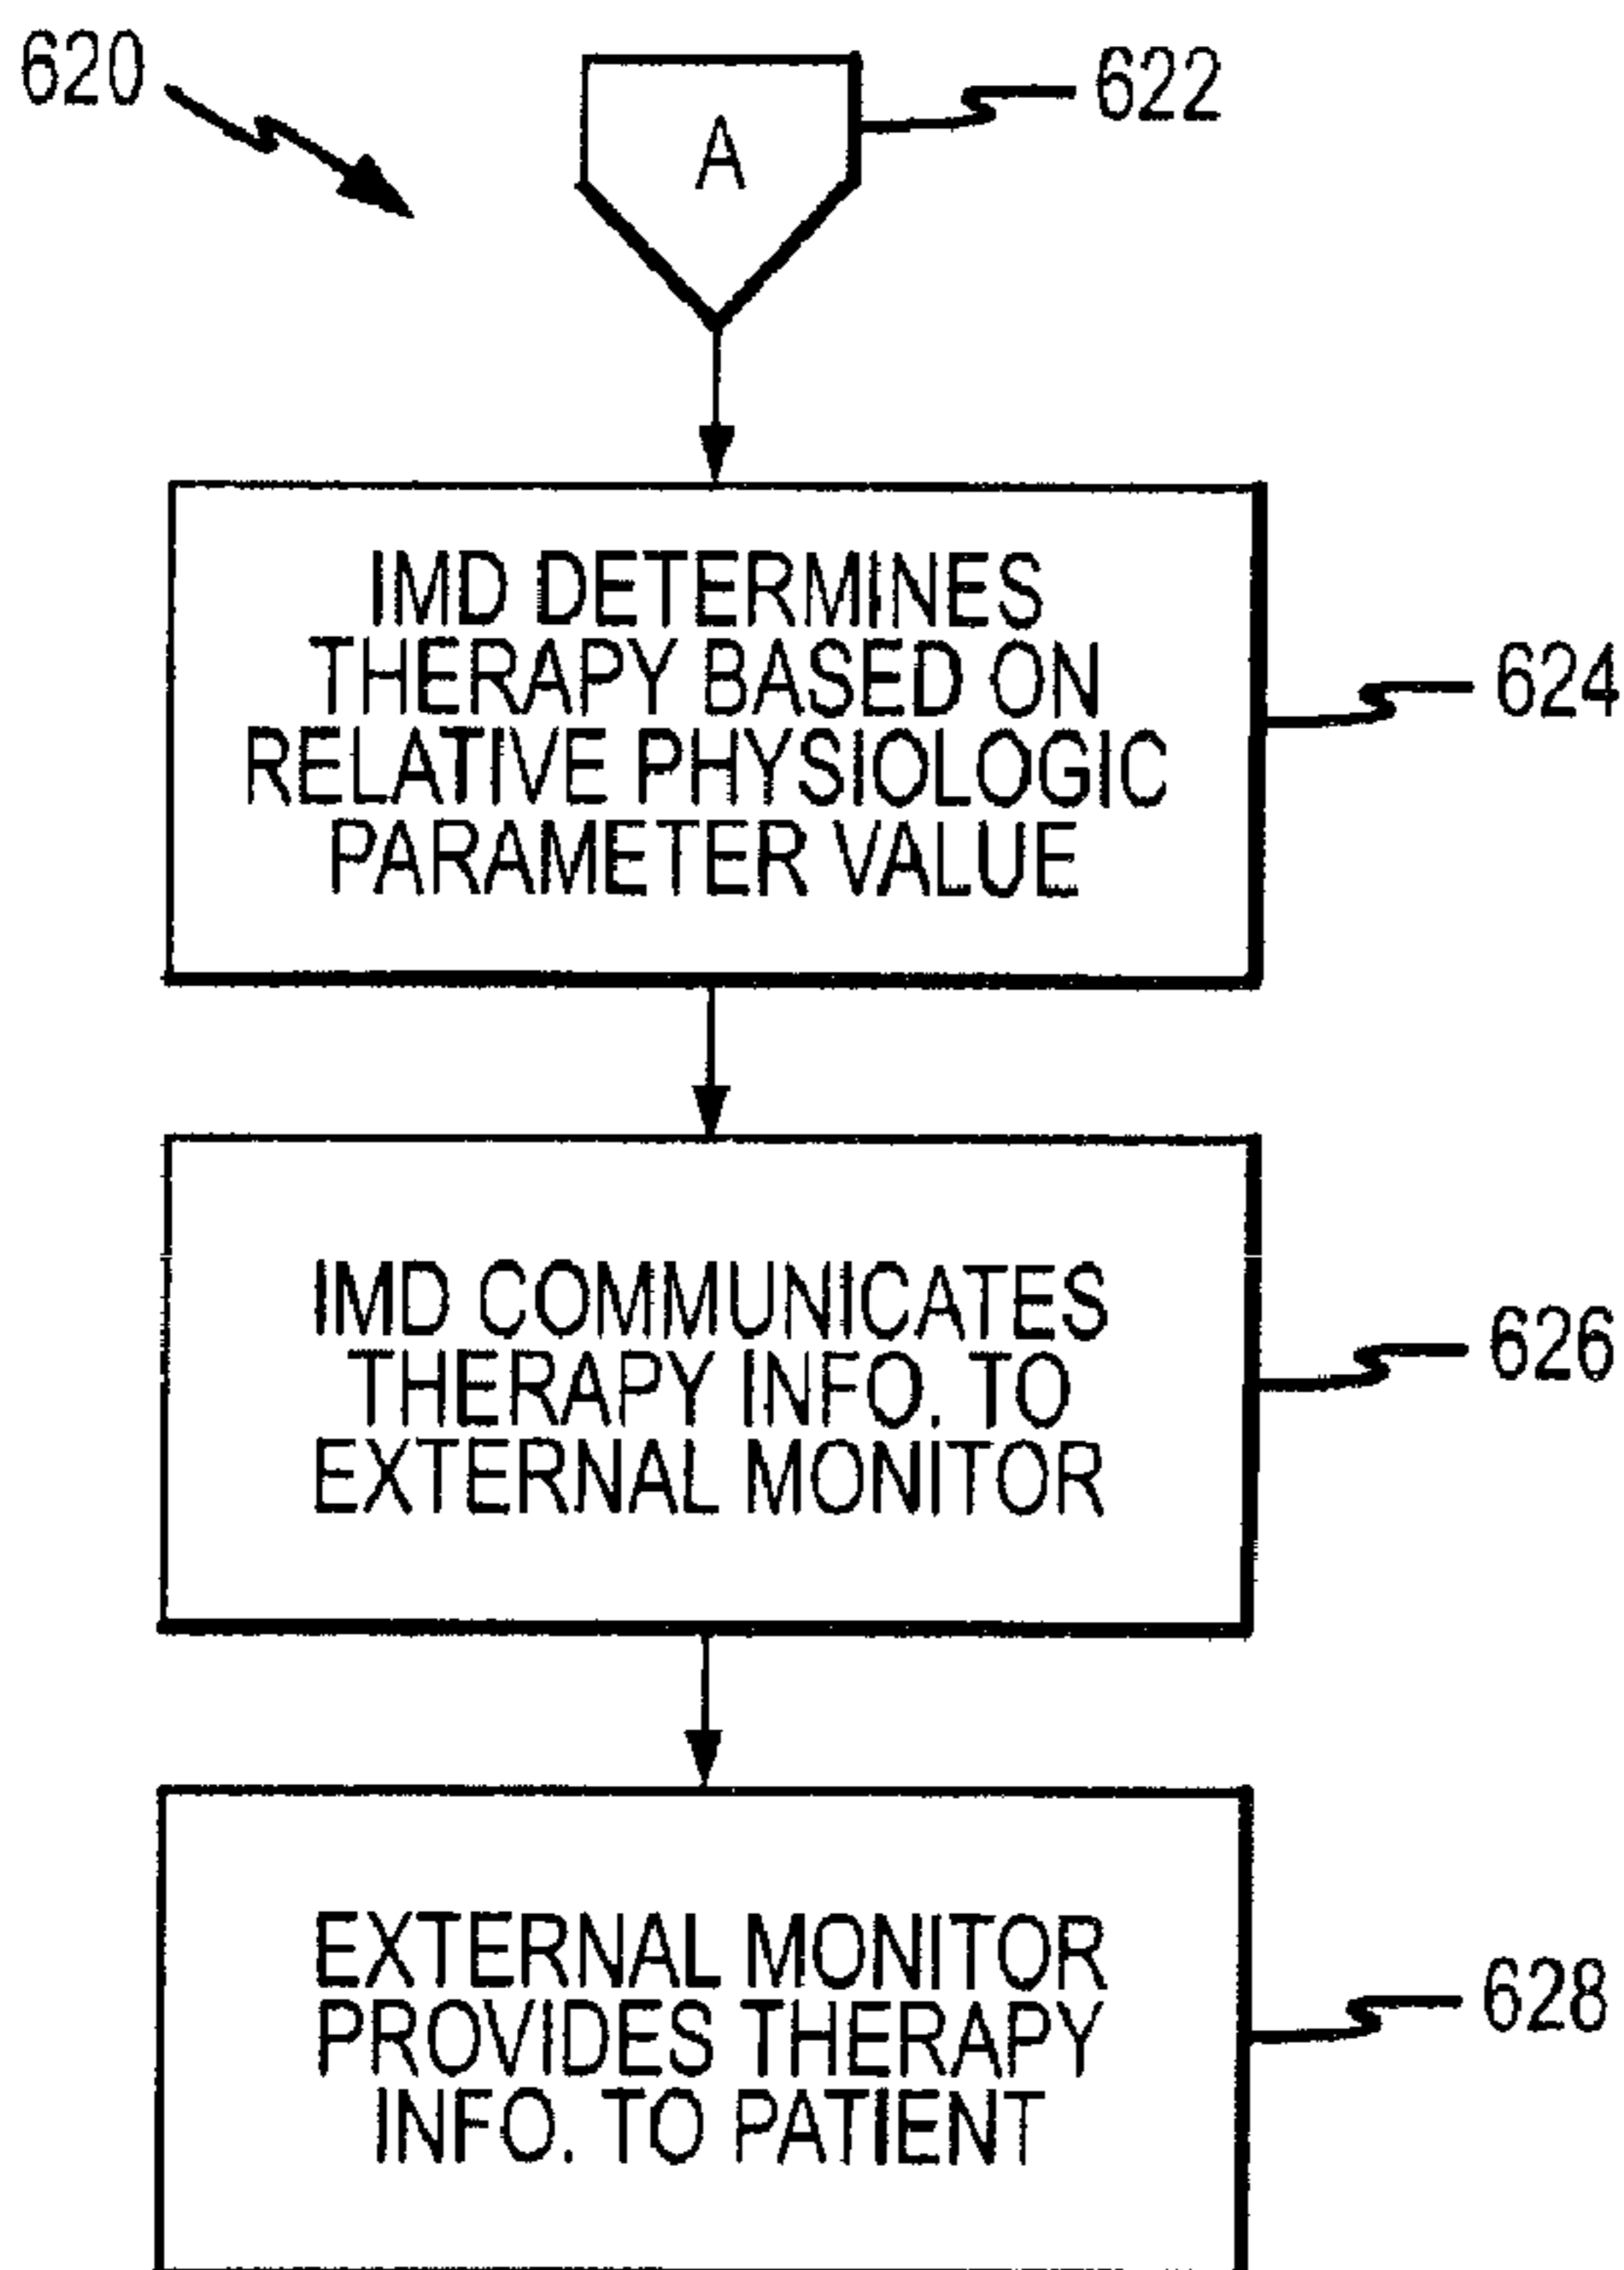 620
622
A
IMD DETERMINES
THERAPY BASED ON
RELATIVE PHYSIOLOGIC
PARAMETER VALUE
624
IMD COMMUNICATES
THERAPY INFO. TO
EXTERNAL MONITOR
626
EXTERNAL MONITOR
PROVIDES THERAPY
INFO. TO PATIENT
628